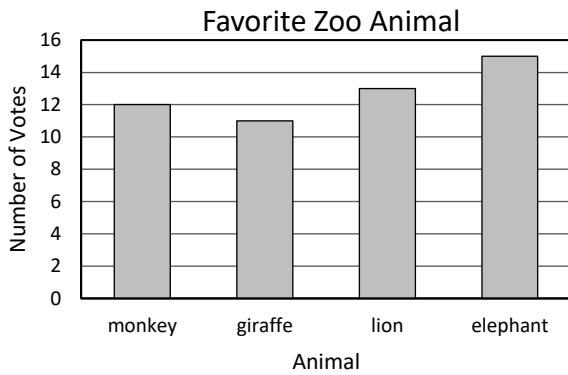 Favorite Zoo Animal
Number of Votes
16
14
12
10
8
6
4
2
0
monkey giraffe lion elephant
Animal